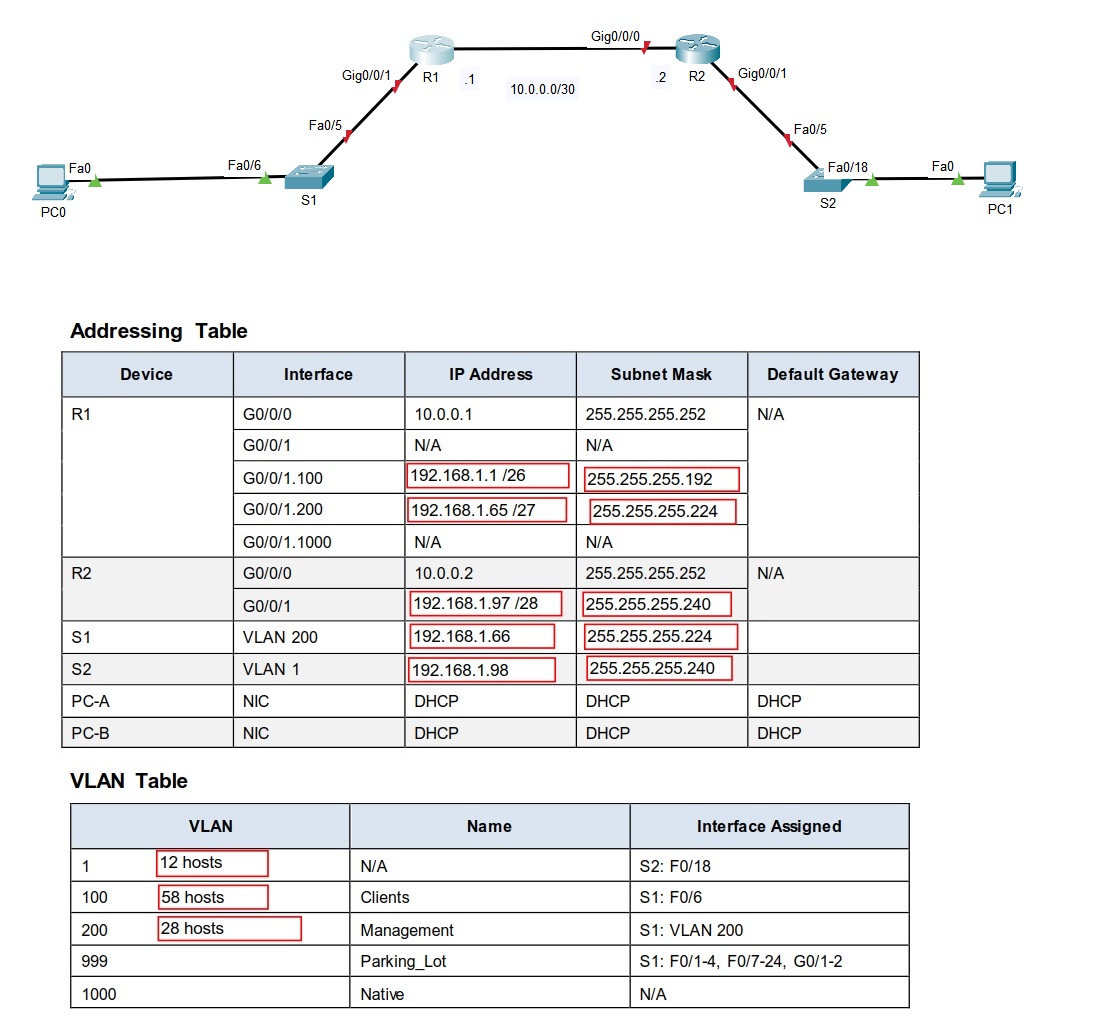 Gig0/0/0
Gig0/0/1 R1 .1 10.0.0.0/30 .2 R2 Gig0/0/1
Fa0/5 Fa0/5
Fa0 Fa0/6 Fa0/18 Fa0
PC0 S1 S2 PC1
Addressing Table
Device Interface IP Address Subnet Mask Default Gateway
R1 G0/0/0 10.0.0.1 255.255.255.252 N/A
G0/0/1 N/A N/A
G0/0/1.100 192.168.1.1 /26 255.255.255.192
G0/0/1.200 192.168.1.65 /27 255.255.255.224
G0/0/1.1000 N/A N/A
R2 G0/0/0 10.0.0.2 255.255.255.252 N/A
G0/0/1 192.168.1.97 /28 255.255.255.240
S1 VLAN 200 192.168.1.66 255.255.255.224
S2 VLAN 1 192.168.1.98 255.255.255.240
PC-A NIC DHCP DHCP DHCP
PC-B NIC DHCP DHCP DHCP
VLAN Table
VLAN Name Interface Assigned
1 12 hosts N/A S2: F0/18
100 58 hosts Clients S1: F0/6
200 28 hosts Management S1: VLAN 200
999 Parking_Lot S1: F0/1-4, F0/7-24, G0/1-2
1000 Native N/A